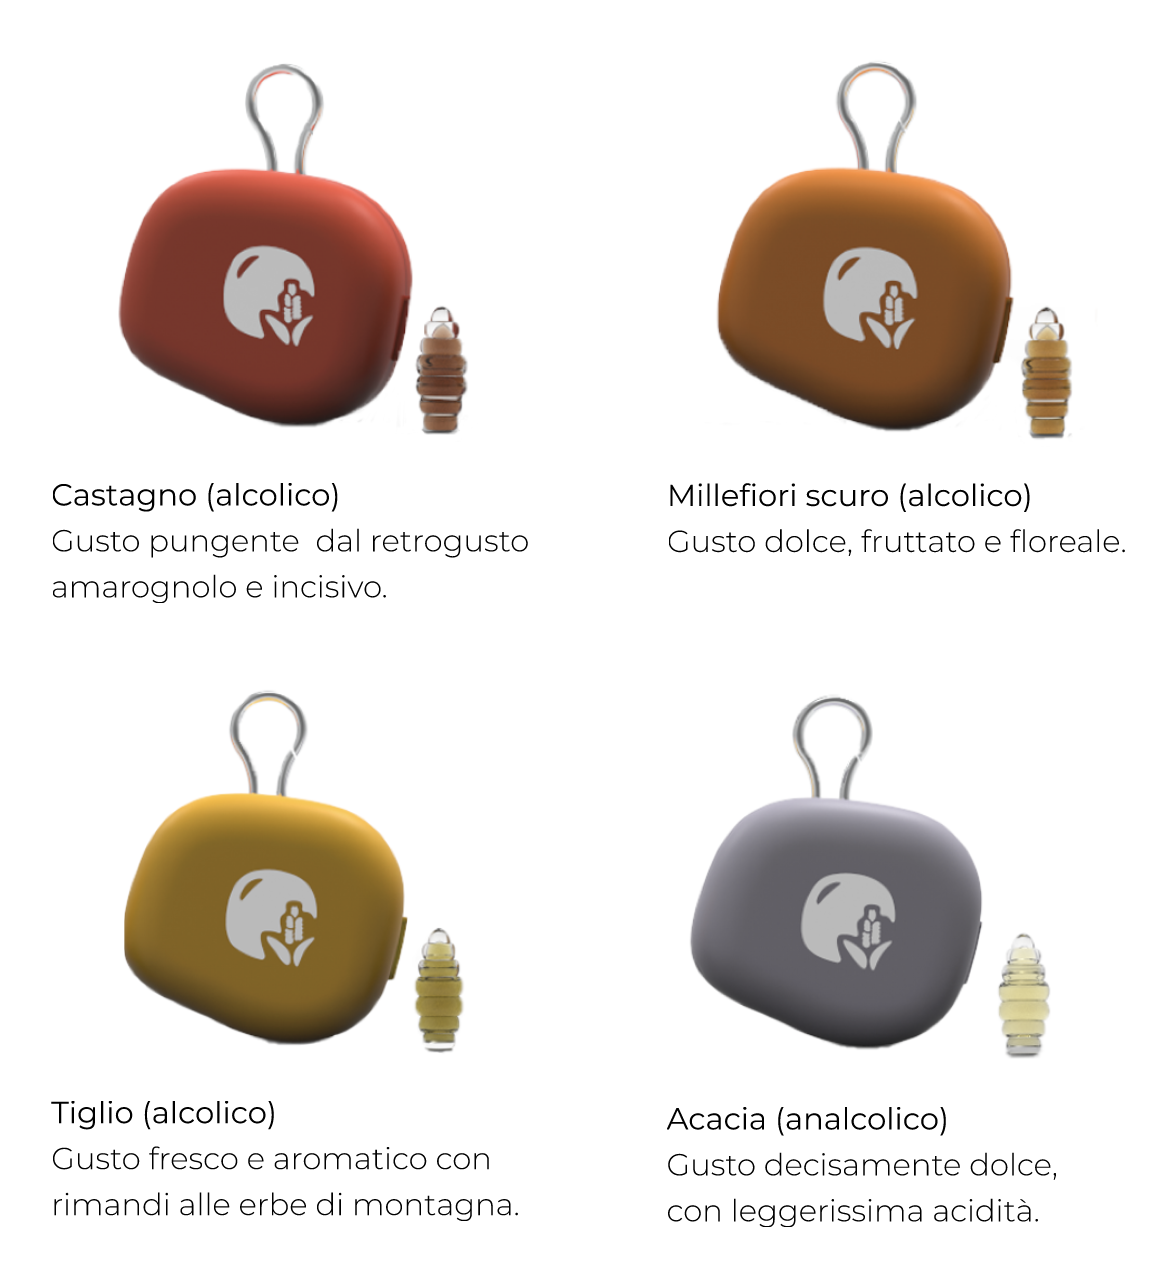 Castagno (alcolico)
Gusto pungente  dal retrogusto
amarognolo e incisivo.
Millefiori scuro (alcolico)
Gusto dolce, fruttato e floreale.
Tiglio (alcolico)
Gusto fresco e aromatico con
rimandi alle erbe di montagna.
Acacia (analcolico)
Gusto decisamente dolce,
con leggerissima acidità.